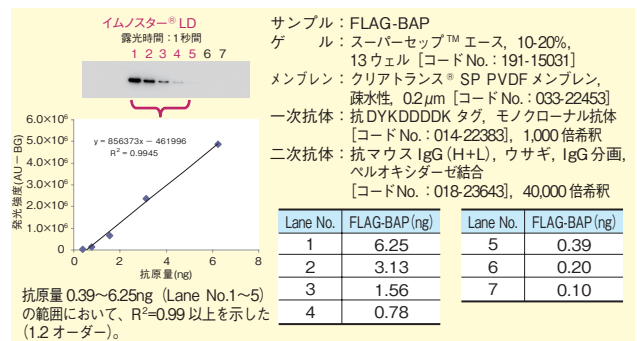 イムノスター® LD
露光時間：1秒間
1 2 3 4 5 6 7
6.0×10⁶
5.0×10⁶
4.0×10⁶
3.0×10⁶
2.0×10⁶
1.0×10⁶
0
発光強度(AU－BG)
y = 856373x － 461996
R² = 0.9945
0 2 4 6 8
抗原量(ng)
抗原量 0.39～6.25ng（Lane No.1～5）
の範囲において、R²=0.99 以上を示した
（1.2 オーダー）。
サンプル：FLAG-BAP
ゲル：スーパーセップ™ エース，10-20%,
13 ウェル［コード No.：191-15031］
メンブレン：クリアトランス® SP PVDF メンブレン,
疎水性，0.2μm［コード No.：033-22453］
一次抗体：抗 DYKDDDDK タグ，モノクローナル抗体
［コード No.：014-22383］，1,000 倍希釈
二次抗体：抗マウス IgG (H+L)，ウサギ，IgG 分画,
ペルオキシダーゼ結合
［コード No.：018-23643］，40,000 倍希釈
Lane No. FLAG-BAP(ng)
1 6.25
2 3.13
3 1.56
4 0.78
Lane No. FLAG-BAP(ng)
5 0.39
6 0.20
7 0.10